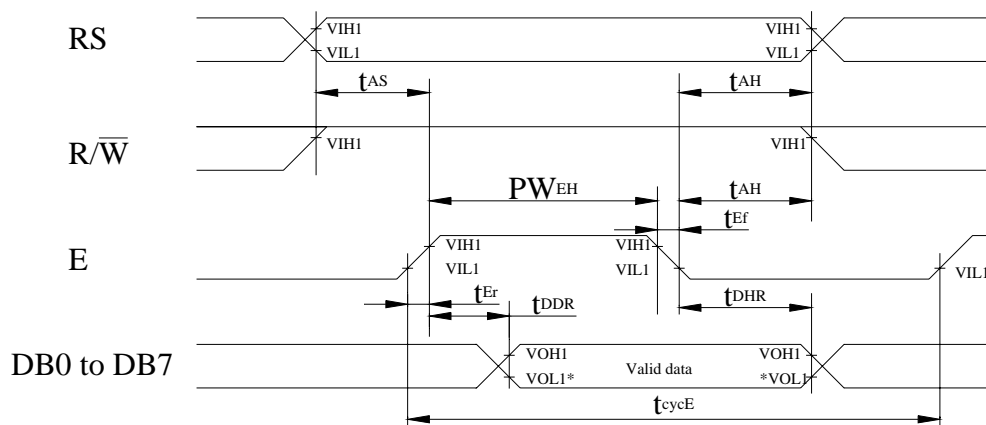 RS
VIH1
VIL1
VIH1
VIL1
tAS
tAH
R/W̅
VIH1
VIH1
PWEH
tAH
tEf
E
VIH1
VIL1
VIH1
VIL1
VIL1
tEr
tDDR
tDHR
DB0 to DB7
VOH1
VOL1*
Valid data
VOH1
*VOL1
tcycE